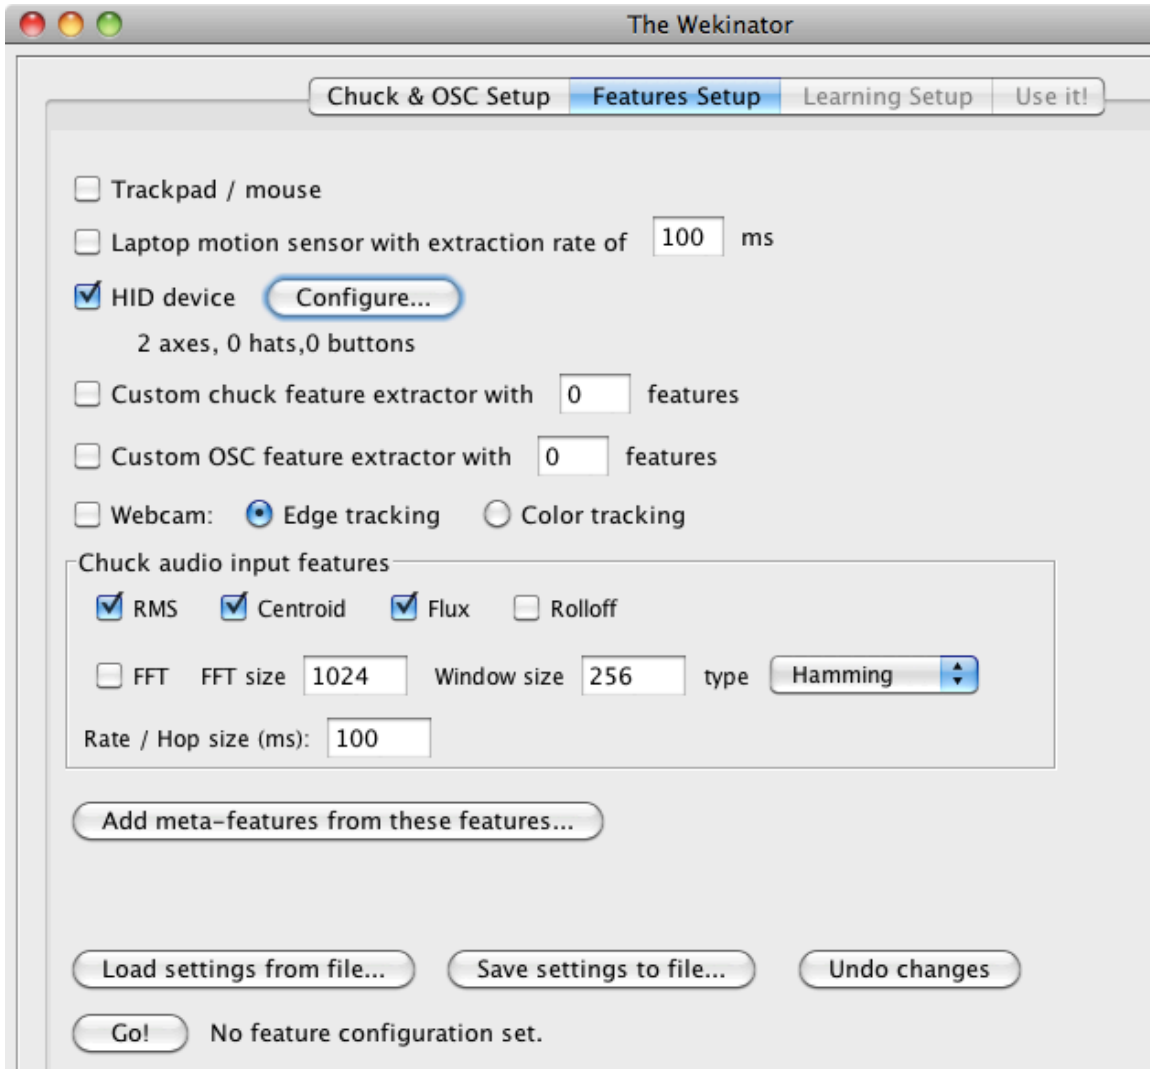 The Wekinator
Chuck & OSC Setup Features Setup Learning Setup Use it!
Trackpad / mouse
Laptop motion sensor with extraction rate of 100 ms
HID device Configure...
2 axes, 0 hats,0 buttons
Custom chuck feature extractor with 0 features
Custom OSC feature extractor with 0 features
Webcam: Edge tracking Color tracking
Chuck audio input features
RMS Centroid Flux Rolloff
FFT FFT size 1024 Window size 256 type Hamming
Rate / Hop size (ms): 100
Add meta-features from these features...
Load settings from file... Save settings to file... Undo changes
Go! No feature configuration set.